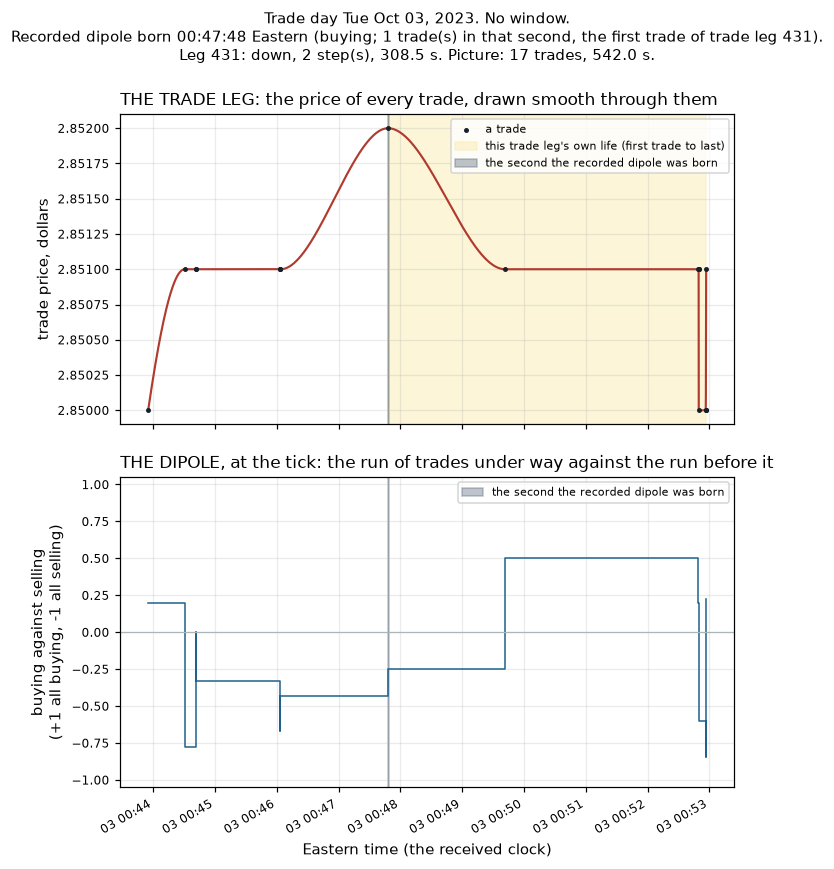 Trade day Tue Oct 03, 2023. No window.
Recorded dipole born 00:47:48 Eastern (buying; 1 trade(s) in that second, the first trade of trade leg 431).
Leg 431: down, 2 step(s), 308.5 s. Picture: 17 trades, 542.0 s.
THE TRADE LEG: the price of every trade, drawn smooth through them
a trade
this trade leg's own life (first trade to last)
the second the recorded dipole was born
trade price, dollars
2.85200
2.85175
2.85150
2.85125
2.85100
2.85075
2.85050
2.85025
2.85000
THE DIPOLE, at the tick: the run of trades under way against the run before it
the second the recorded dipole was born
buying against selling
(+1 all buying, -1 all selling)
1.00
0.75
0.50
0.25
0.00
−0.25
−0.50
−0.75
−1.00
03 00:44
03 00:45
03 00:46
03 00:47
03 00:48
03 00:49
03 00:50
03 00:51
03 00:52
03 00:53
Eastern time (the received clock)